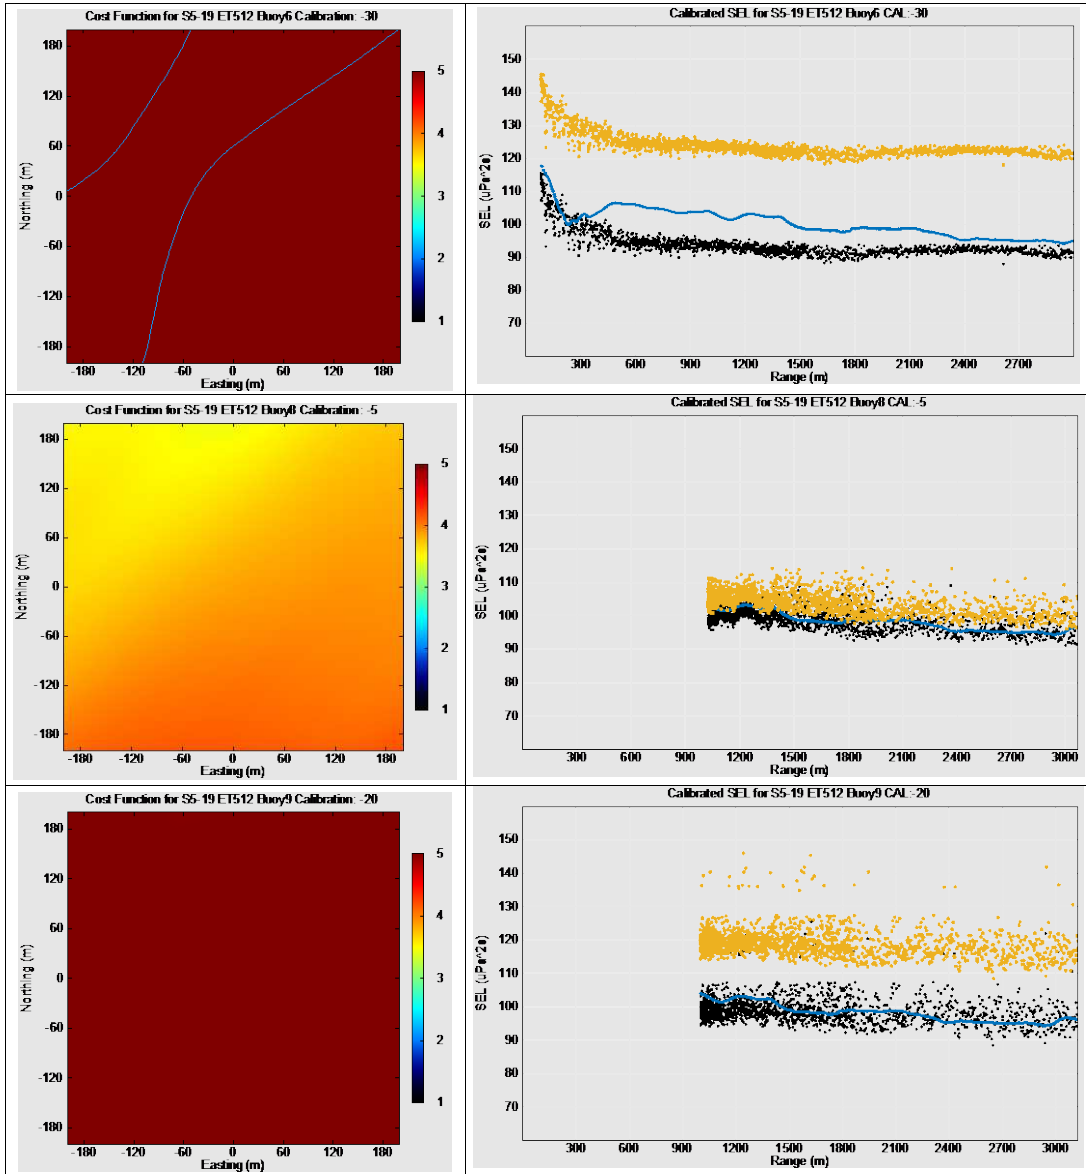 Cost Function for S5-19 ET512 Buoy6 Calibration: -30
180
120
60
0
-60
-120
-180
Northing (m)
-180 -120 -60 0 60 120 180
Easting (m)
5
4
3
2
1
Calibrated SEL for S5-19 ET512 Buoy6 CAL:-30
150
140
130
120
110
100
90
80
70
SEL (uPa^2s)
300 600 900 1200 1500 1800 2100 2400 2700
Range (m)
Cost Function for S5-19 ET512 Buoy8 Calibration: -5
180
120
60
0
-60
-120
-180
Northing (m)
-180 -120 -60 0 60 120 180
Easting (m)
5
4
3
2
1
Calibrated SEL for S5-19 ET512 Buoy8 CAL:-5
150
140
130
120
110
100
90
80
70
SEL (uPa^2s)
300 600 900 1200 1500 1800 2100 2400 2700 3000
Range (m)
Cost Function for S5-19 ET512 Buoy9 Calibration: -20
180
120
60
0
-60
-120
-180
Northing (m)
-180 -120 -60 0 60 120 180
Easting (m)
5
4
3
2
1
Calibrated SEL for S5-19 ET512 Buoy9 CAL:-20
150
140
130
120
110
100
90
80
70
SEL (uPa^2s)
300 600 900 1200 1500 1800 2100 2400 2700 3000
Range (m)